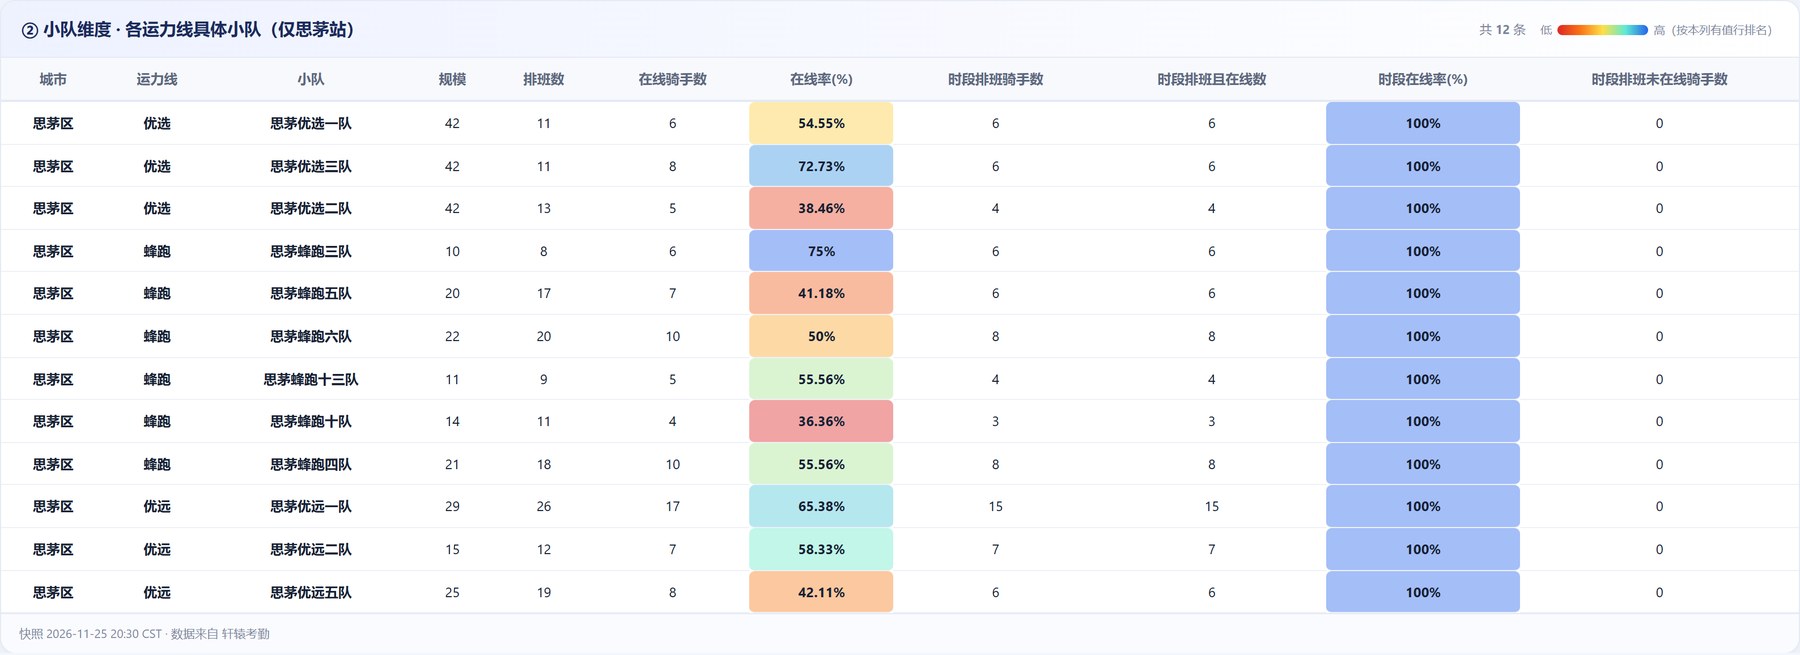 ② 小队维度 · 各运力线具体小队（仅思茅站）
共 12 条 低 高 (按本列有值行排名)
城市 运力线 小队 规模 排班数 在线骑手数 在线率(%) 时段排班骑手数 时段排班且在线数 时段在线率(%) 时段排班未在线骑手数
思茅区 优选 思茅优选一队 42 11 6 54.55% 6 6 100% 0
思茅区 优选 思茅优选三队 42 11 8 72.73% 6 6 100% 0
思茅区 优选 思茅优选二队 42 13 5 38.46% 4 4 100% 0
思茅区 蜂跑 思茅蜂跑三队 10 8 6 75% 6 6 100% 0
思茅区 蜂跑 思茅蜂跑五队 20 17 7 41.18% 6 6 100% 0
思茅区 蜂跑 思茅蜂跑六队 22 20 10 50% 8 8 100% 0
思茅区 蜂跑 思茅蜂跑十三队 11 9 5 55.56% 4 4 100% 0
思茅区 蜂跑 思茅蜂跑十队 14 11 4 36.36% 3 3 100% 0
思茅区 蜂跑 思茅蜂跑四队 21 18 10 55.56% 8 8 100% 0
思茅区 优远 思茅优远一队 29 26 17 65.38% 15 15 100% 0
思茅区 优远 思茅优远二队 15 12 7 58.33% 7 7 100% 0
思茅区 优远 思茅优远五队 25 19 8 42.11% 6 6 100% 0
快照 2026-11-25 20:30 CST · 数据来自 轩辕考勤